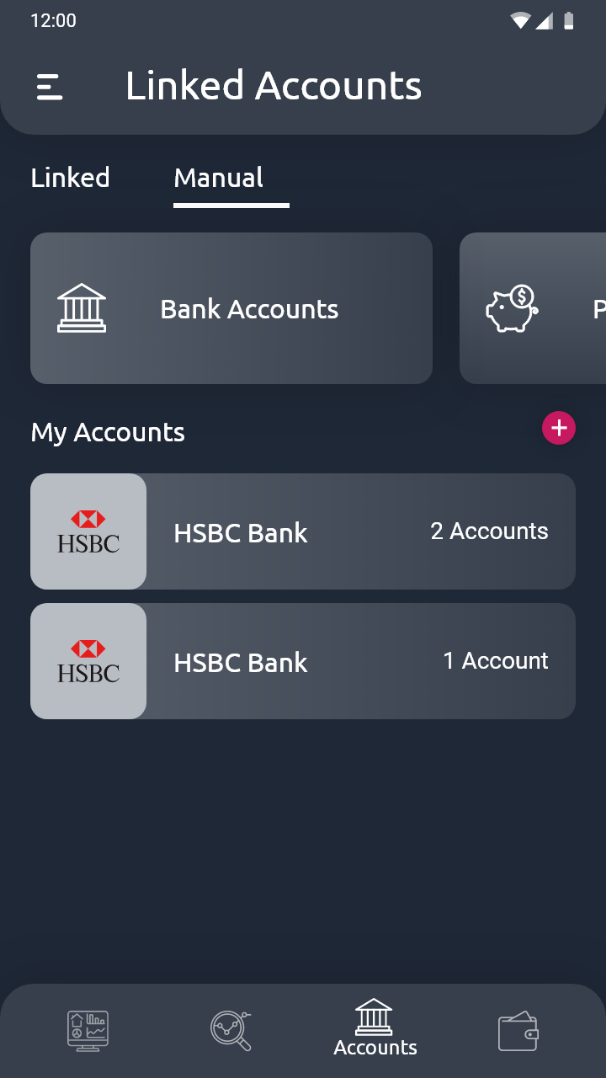 12:00
Linked Accounts
Linked Manual
Bank Accounts
P
My Accounts
HSBC
HSBC Bank
2 Accounts
HSBC
HSBC Bank
1 Account
Accounts